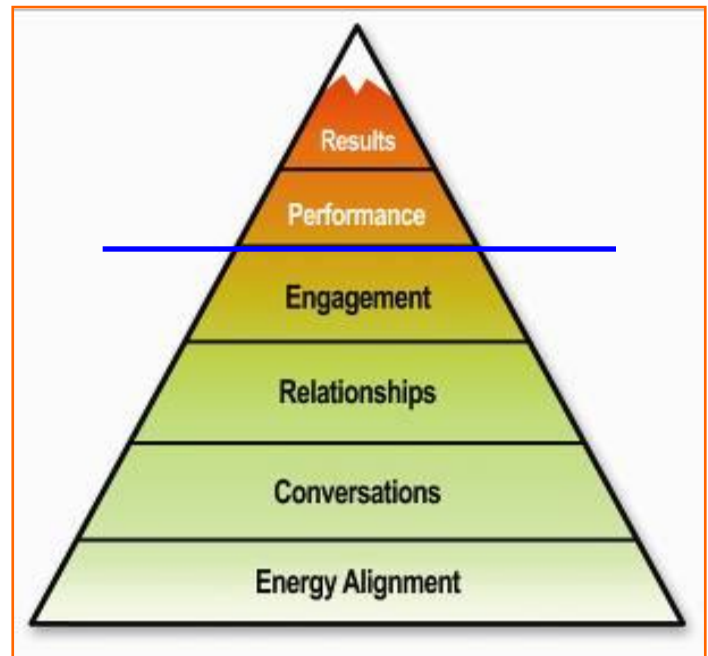 Results
Performance
Engagement
Relationships
Conversations
Energy Alignment